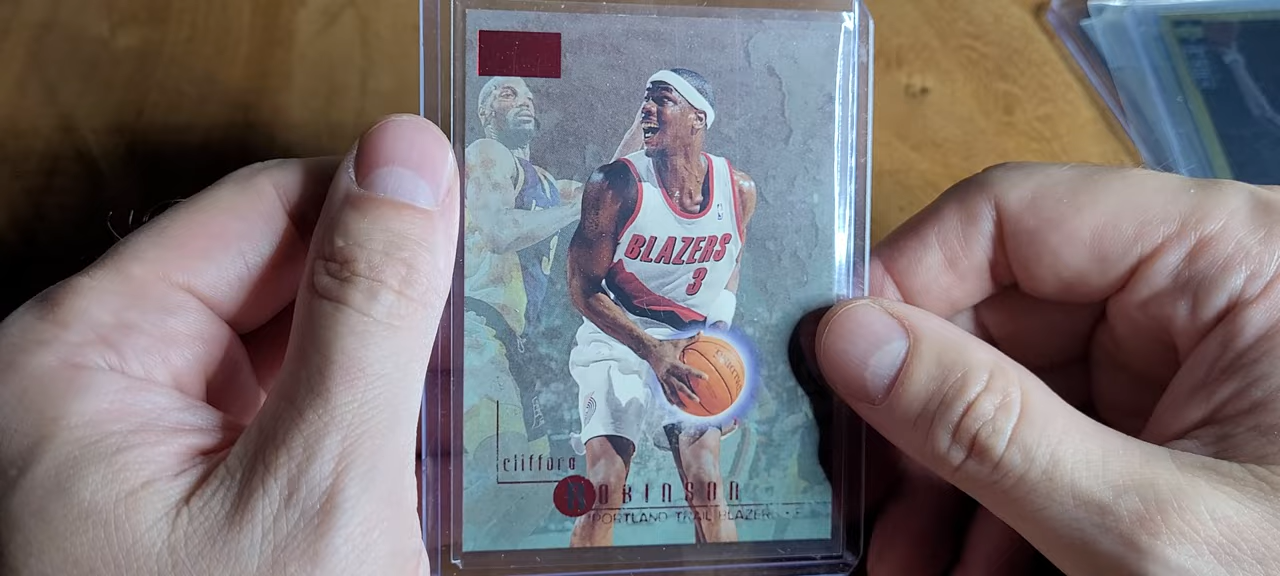 BLAZERS
3
clifford
ROBINSON
PORTLAND TRAIL BLAZERS • F